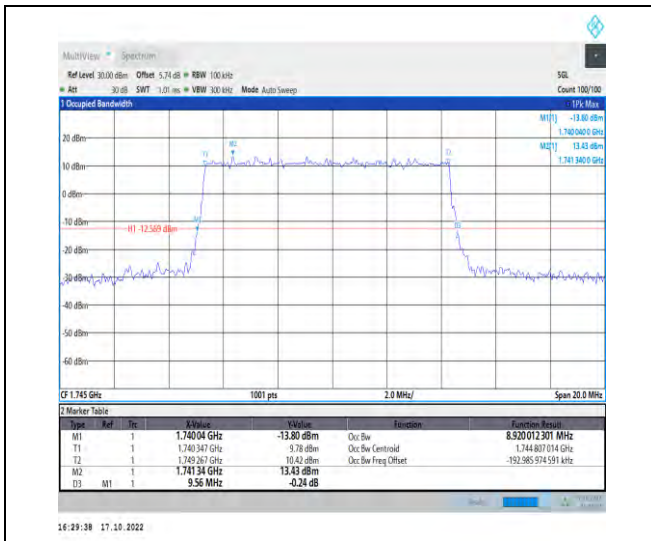 MultiView Spectrum
Ref Level 30.00 dBm Offset 5.74 dB RBW 100 kHz SGL
Att 30 dB SWT 1.01 ms VBW 300 kHz Mode Auto Sweep Count 100/100
1 Occupied Bandwidth 1Pk Max
M1[1] -13.80 dBm
1.740 040 0 GHz
M2[1] 13.43 dBm
1.741 340 0 GHz
20 dBm
M2
T1
10 dBm
0 dBm
-10 dBm
H1 -12.569 dBm
-20 dBm
-30 dBm
-40 dBm
-50 dBm
-60 dBm
CF 1.745 GHz 1001 pts 2.0 MHz/ Span 20.0 MHz
2 Marker Table
Type Ref Trc X-Value Y-Value Function Function Result
M1 1 1.740 04 GHz -13.80 dBm Occ Bw 8.920 012 301 MHz
T1 1 1.740 347 GHz 9.78 dBm Occ Bw Centroid 1.744 807 014 GHz
T2 1 1.749 267 GHz 10.42 dBm Occ Bw Freq Offset -192.985 974 591 kHz
M2 1 1.741 34 GHz 13.43 dBm
D3 M1 1 9.56 MHz -0.24 dB
16:29:38 17.10.2022